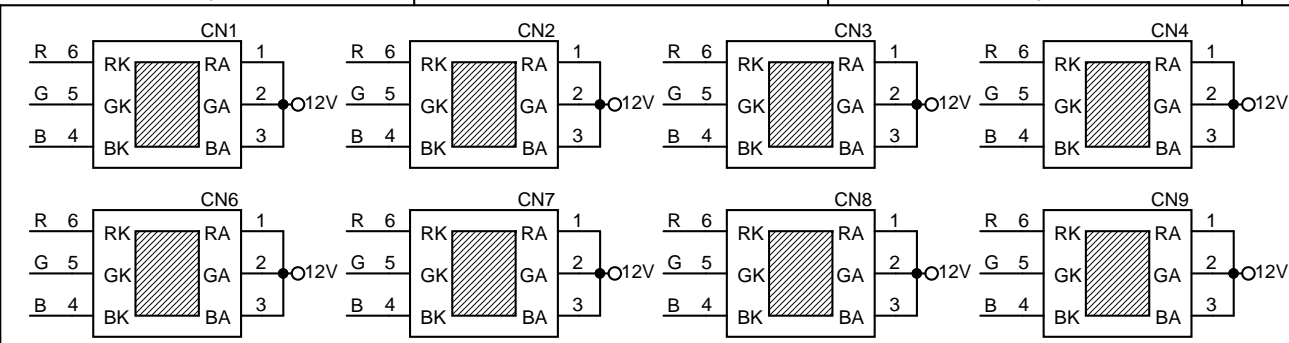 CN1 CN2 CN3 CN4
R 6 RK RA 1 R 6 RK RA 1 R 6 RK RA 1 R 6 RK RA 1
G 5 GK GA 2 12V G 5 GK GA 2 12V G 5 GK GA 2 12V G 5 GK GA 2 12V
B 4 BK BA 3 B 4 BK BA 3 B 4 BK BA 3 B 4 BK BA 3
CN6 CN7 CN8 CN9
R 6 RK RA 1 R 6 RK RA 1 R 6 RK RA 1 R 6 RK RA 1
G 5 GK GA 2 12V G 5 GK GA 2 12V G 5 GK GA 2 12V G 5 GK GA 2 12V
B 4 BK BA 3 B 4 BK BA 3 B 4 BK BA 3 B 4 BK BA 3